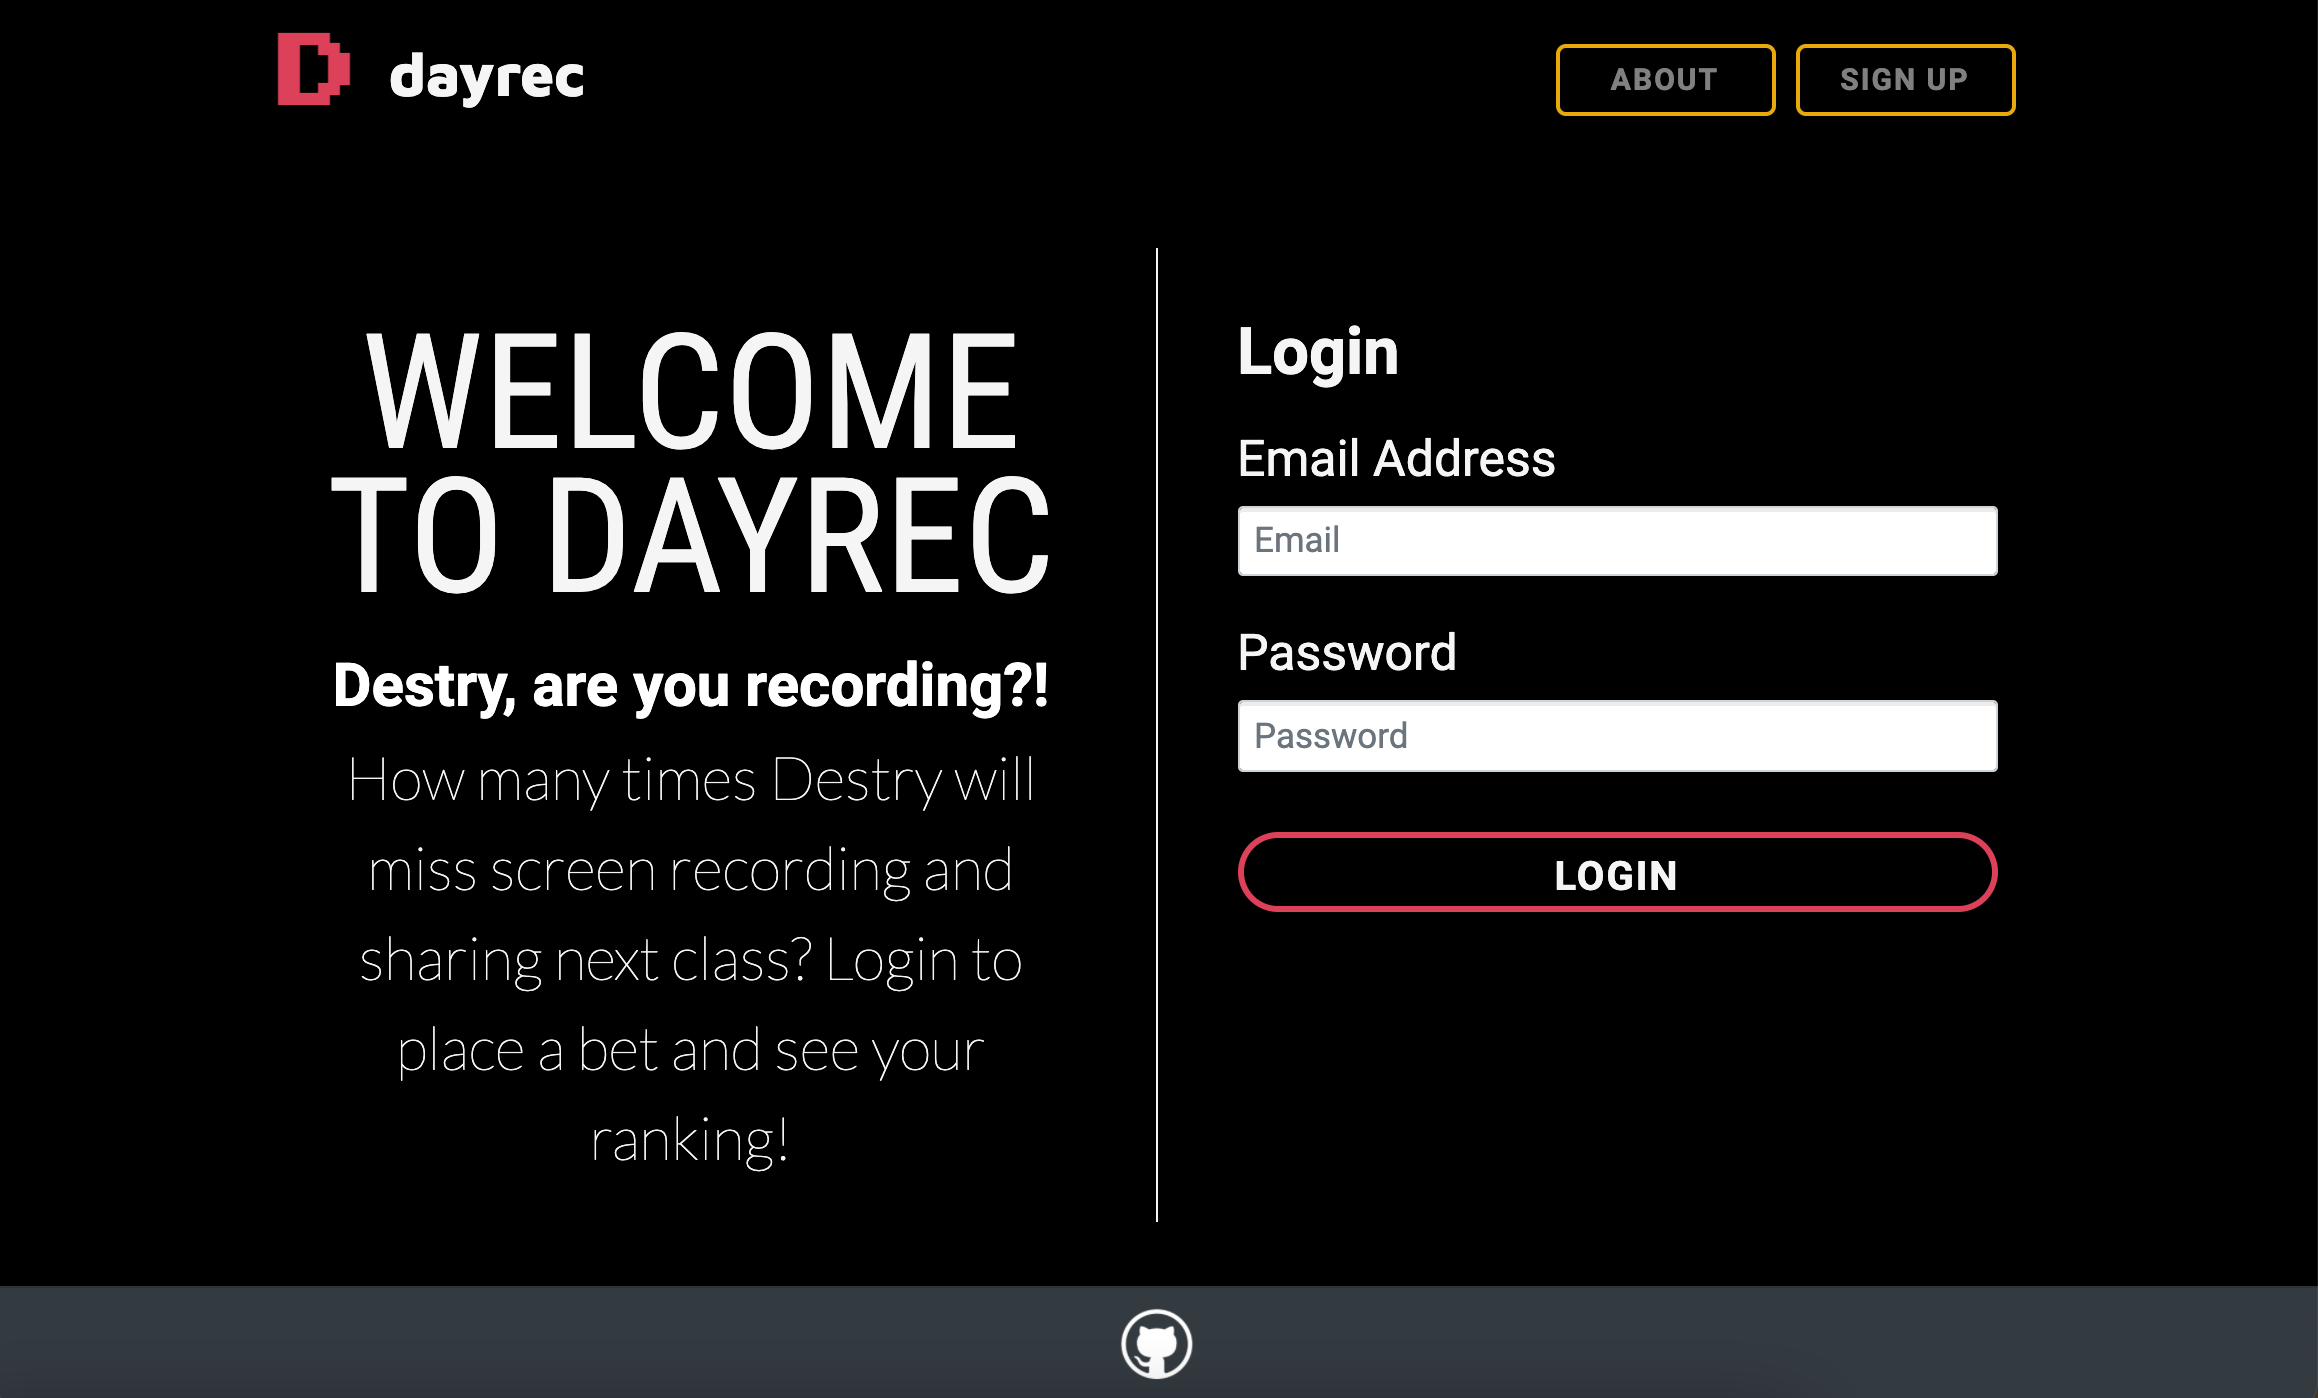 dayrec
ABOUT
SIGN UP
WELCOME
TO DAYREC
Destry, are you recording?!
How many times Destry will
miss screen recording and
sharing next class? Login to
place a bet and see your
ranking!
Login
Email Address
Email
Password
Password
LOGIN